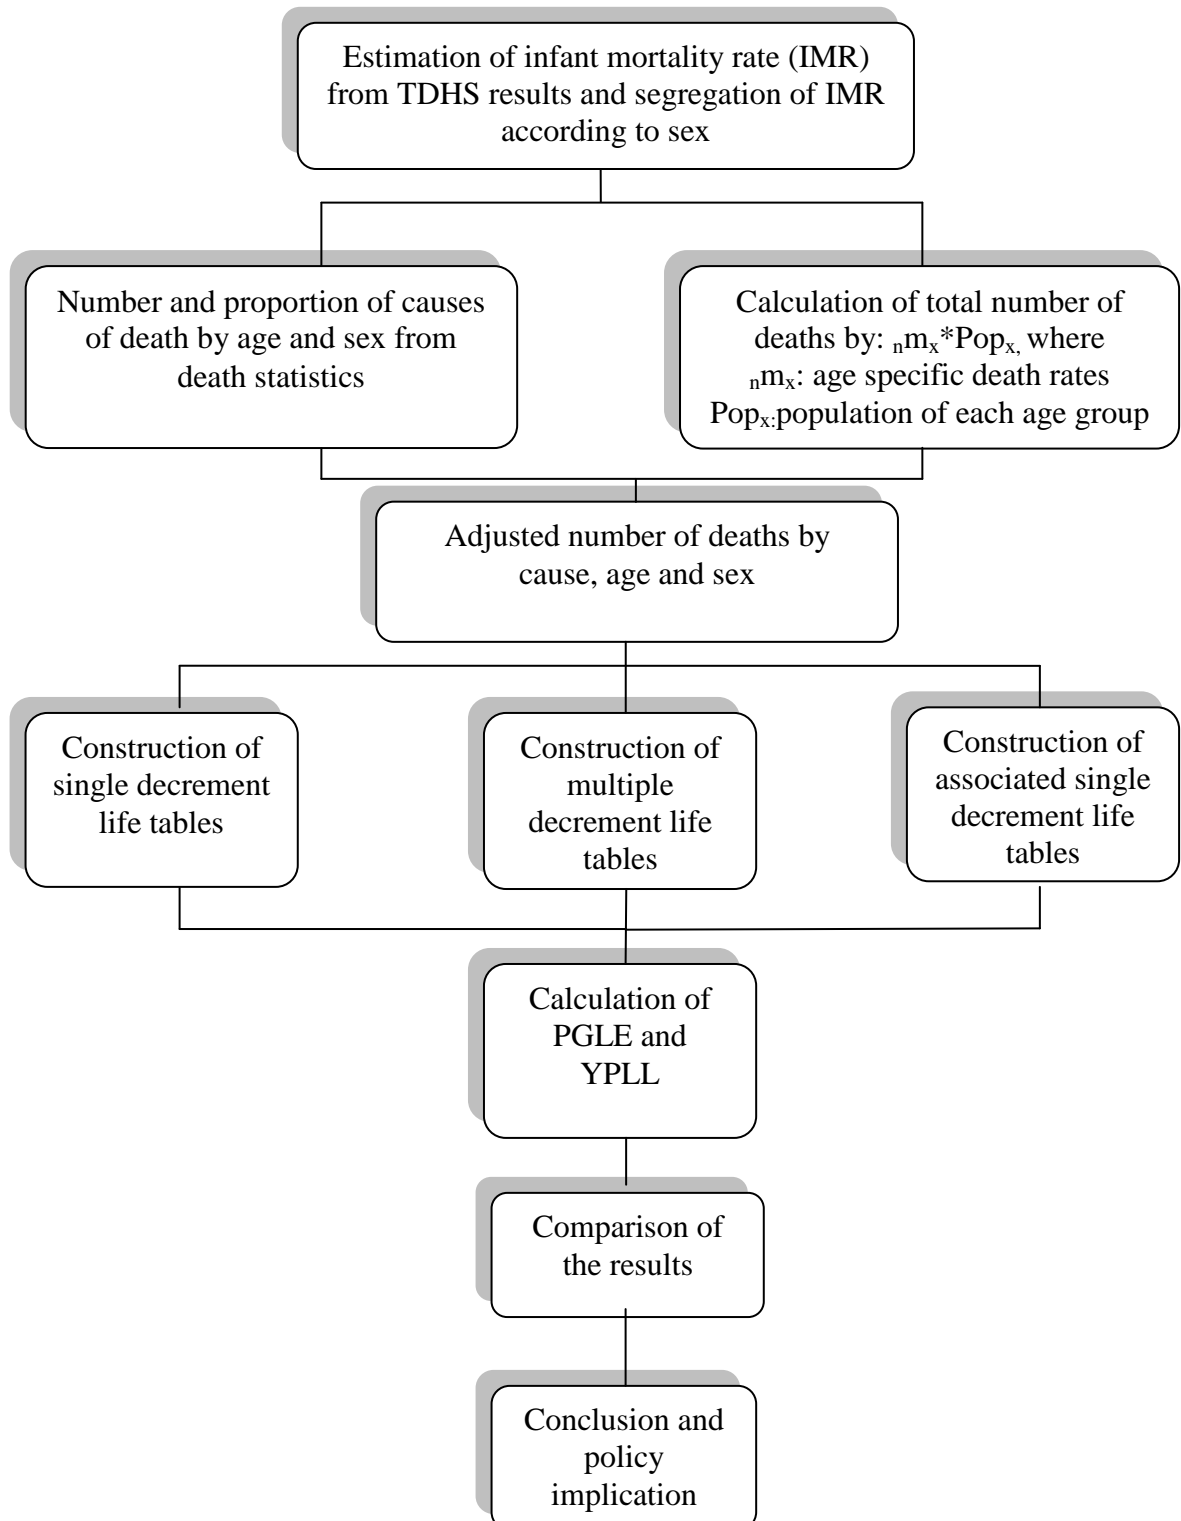 Estimation of infant mortality rate (IMR)
from TDHS results and segregation of IMR
according to sex
Number and proportion of causes
of death by age and sex from
death statistics
Calculation of total number of
deaths by: ₙmₓ*Popₓ, where
ₙmₓ: age specific death rates
Popₓ:population of each age group
Adjusted number of deaths by
cause, age and sex
Construction of
single decrement
life tables
Construction of
multiple
decrement life
tables
Construction of
associated single
decrement life
tables
Calculation of
PGLE and
YPLL
Comparison of
the results
Conclusion and
policy
implication